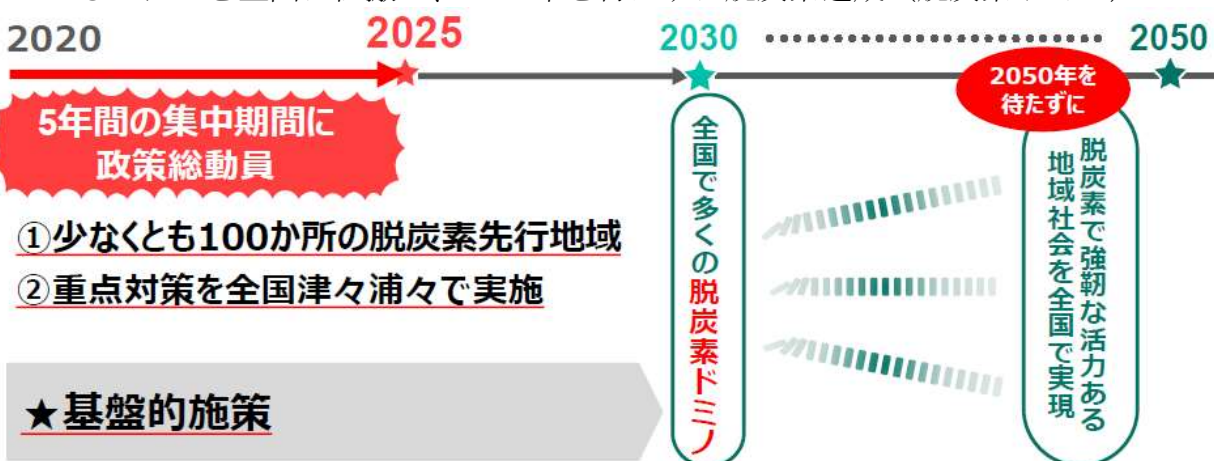 2020
2025
2030
2050
5年間の集中期間に
政策総動員
①少なくとも100か所の脱炭素先行地域
②重点対策を全国津々浦々で実施
★基盤的施策
全国で多くの脱炭素ドミノ
2050年を
待たずに
脱炭素で強靭な活力ある
地域社会を全国で実現